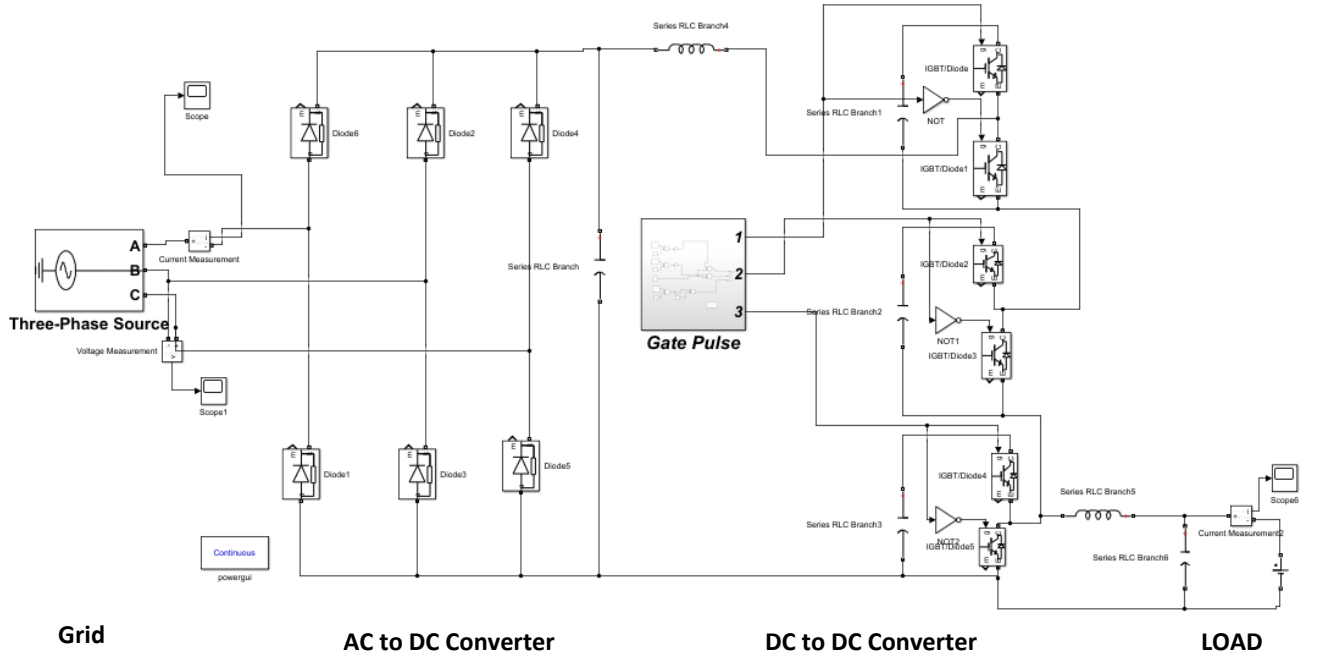 Series RLC Branch4
IGBT/Diode
Series RLC Branch1
NOT
IGBT/Diode1
Scope
Diode6
Diode2
Diode4
A
B
C
Current Measurement
Three-Phase Source
Voltage Measurement
Scope1
Series RLC Branch
1
2
3
Gate Pulse
IGBT/Diode2
Series RLC Branch2
NOT1
IGBT/Diode3
Diode1
Diode3
Diode5
IGBT/Diode4
Series RLC Branch3
NOT2
IGBT/Diode5
Series RLC Branch5
Scope6
Current Measurement2
Series RLC Branch6
Continuous
powergui
Grid
AC to DC Converter
DC to DC Converter
LOAD